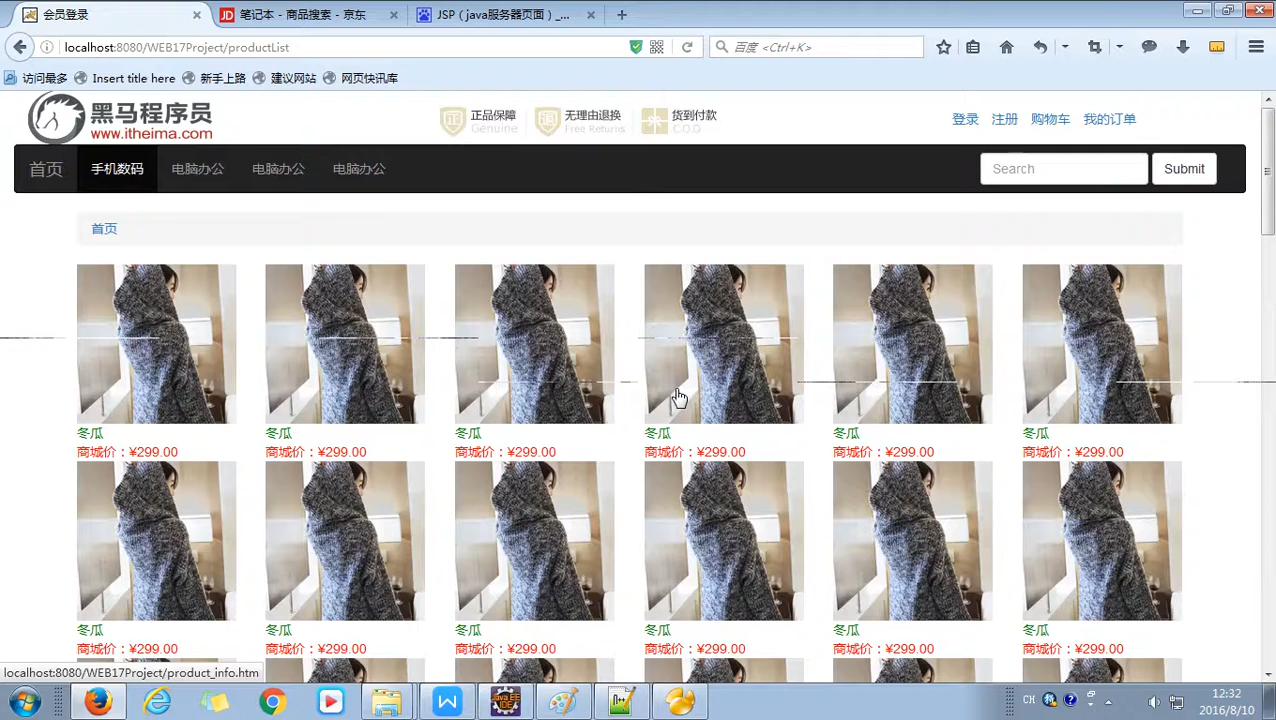 会员登录
笔记本 - 商品搜索 - 京东
JSP（java服务器页面）_...
localhost:8080/WEB17Project/productList
百度 <Ctrl+K>
访问最多 Insert title here 新手上路 建议网站 网页快讯库
黑马程序员
www.itheima.com
正品保障
Genuine
无理由退换
Free Returns
货到付款
C.O.D
登录 注册 购物车 我的订单
首页 手机数码 电脑办公 电脑办公 电脑办公 Search Submit
首页
冬瓜 冬瓜 冬瓜 冬瓜 冬瓜 冬瓜
商城价：¥299.00 商城价：¥299.00 商城价：¥299.00 商城价：¥299.00 商城价：¥299.00 商城价：¥299.00
冬瓜 冬瓜 冬瓜 冬瓜 冬瓜 冬瓜
商城价：¥299.00 商城价：¥299.00 商城价：¥299.00 商城价：¥299.00 商城价：¥299.00 商城价：¥299.00
localhost:8080/WEB17Project/product_info.htm
CH
12:32
2016/8/10